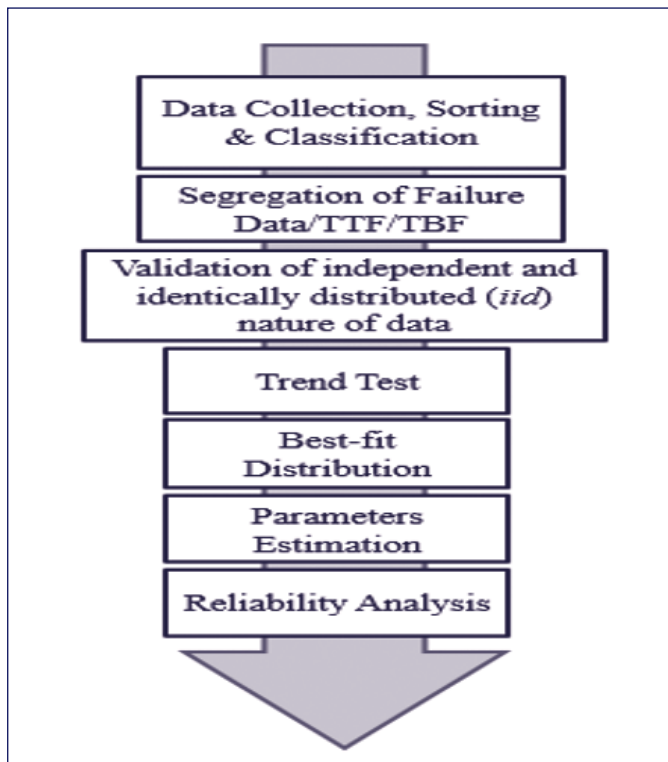 Data Collection, Sorting
& Classification
Segregation of Failure
Data/TTF/TBF
Validation of independent and
identically distributed (iid)
nature of data
Trend Test
Best-fit
Distribution
Parameters
Estimation
Reliability Analysis